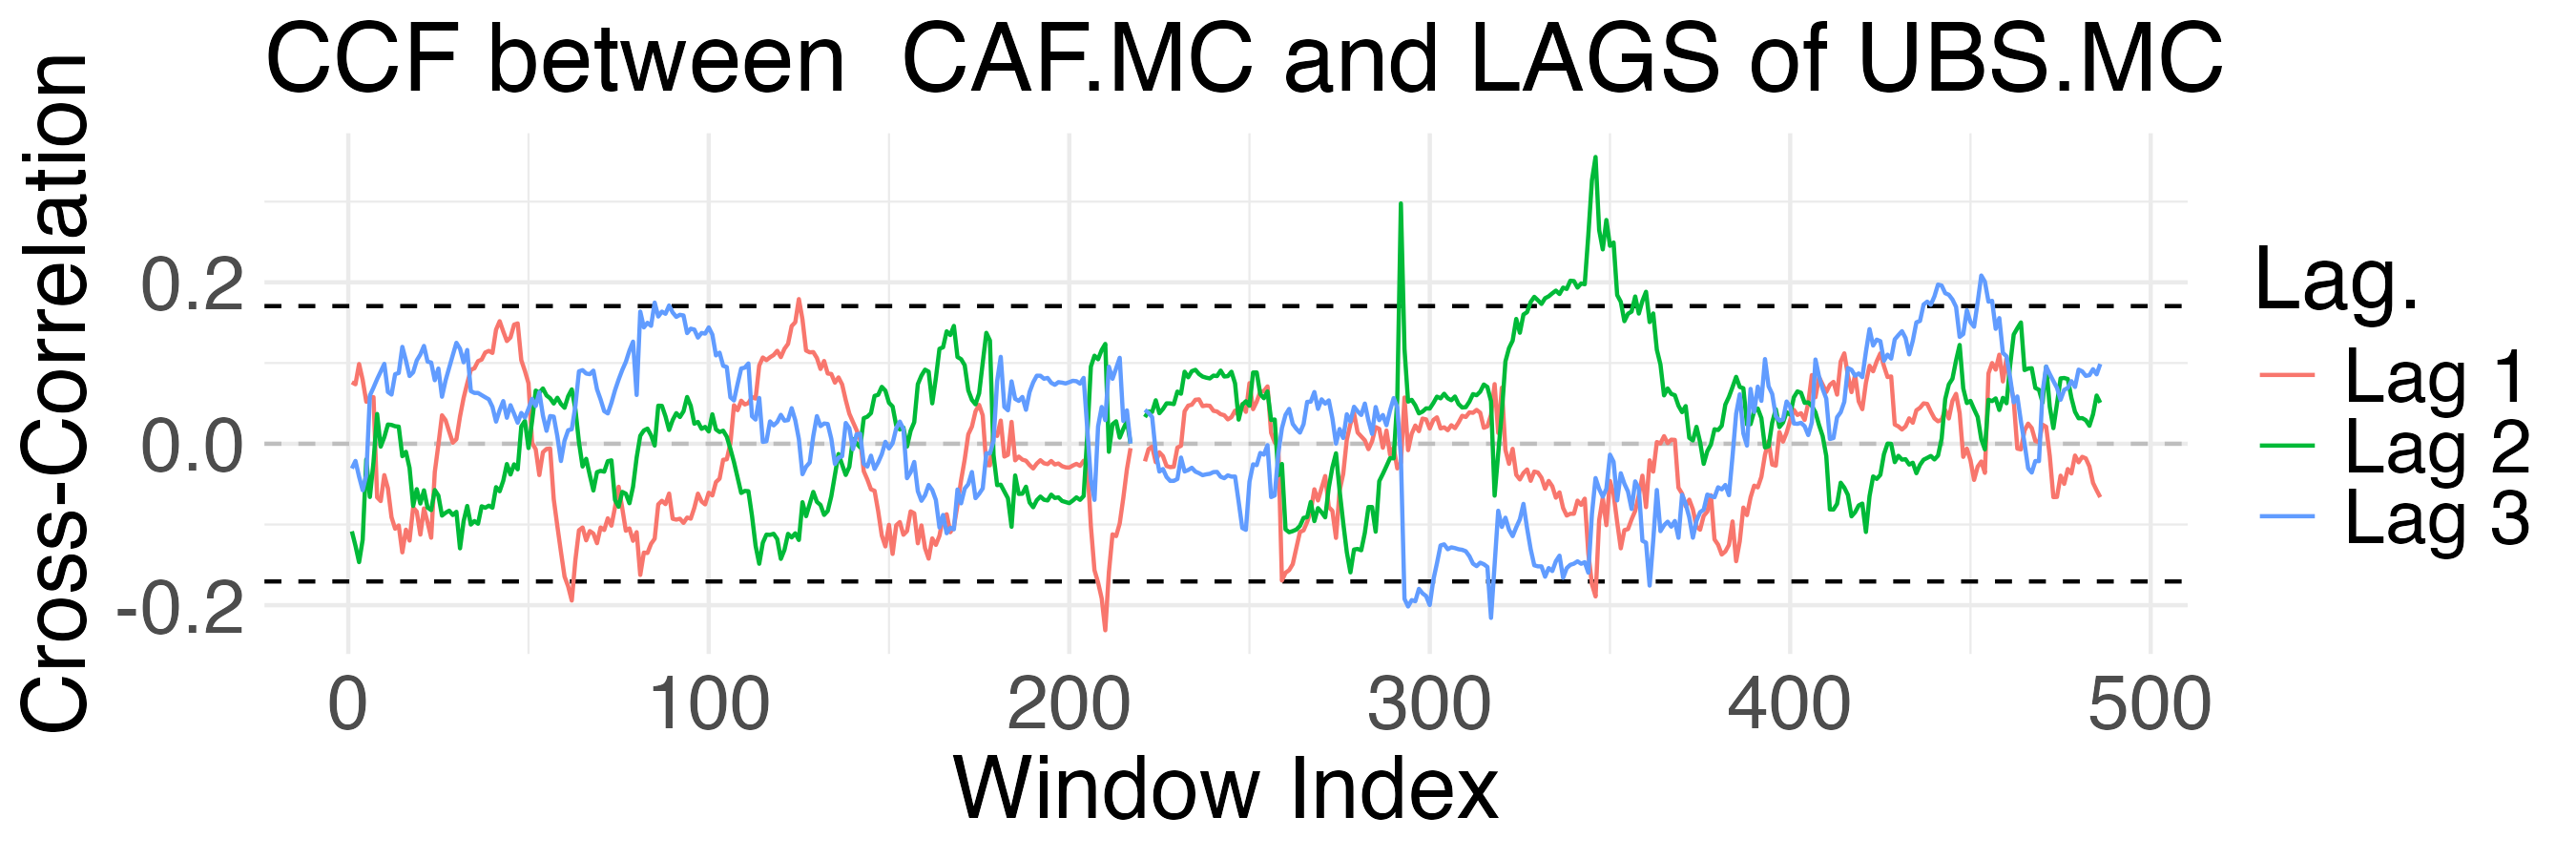 CCF between  CAF.MC and LAGS of UBS.MC
Cross-Correlation
0.2
0.0
-0.2
0 100 200 300 400 500
Window Index
Lag.
Lag 1
Lag 2
Lag 3